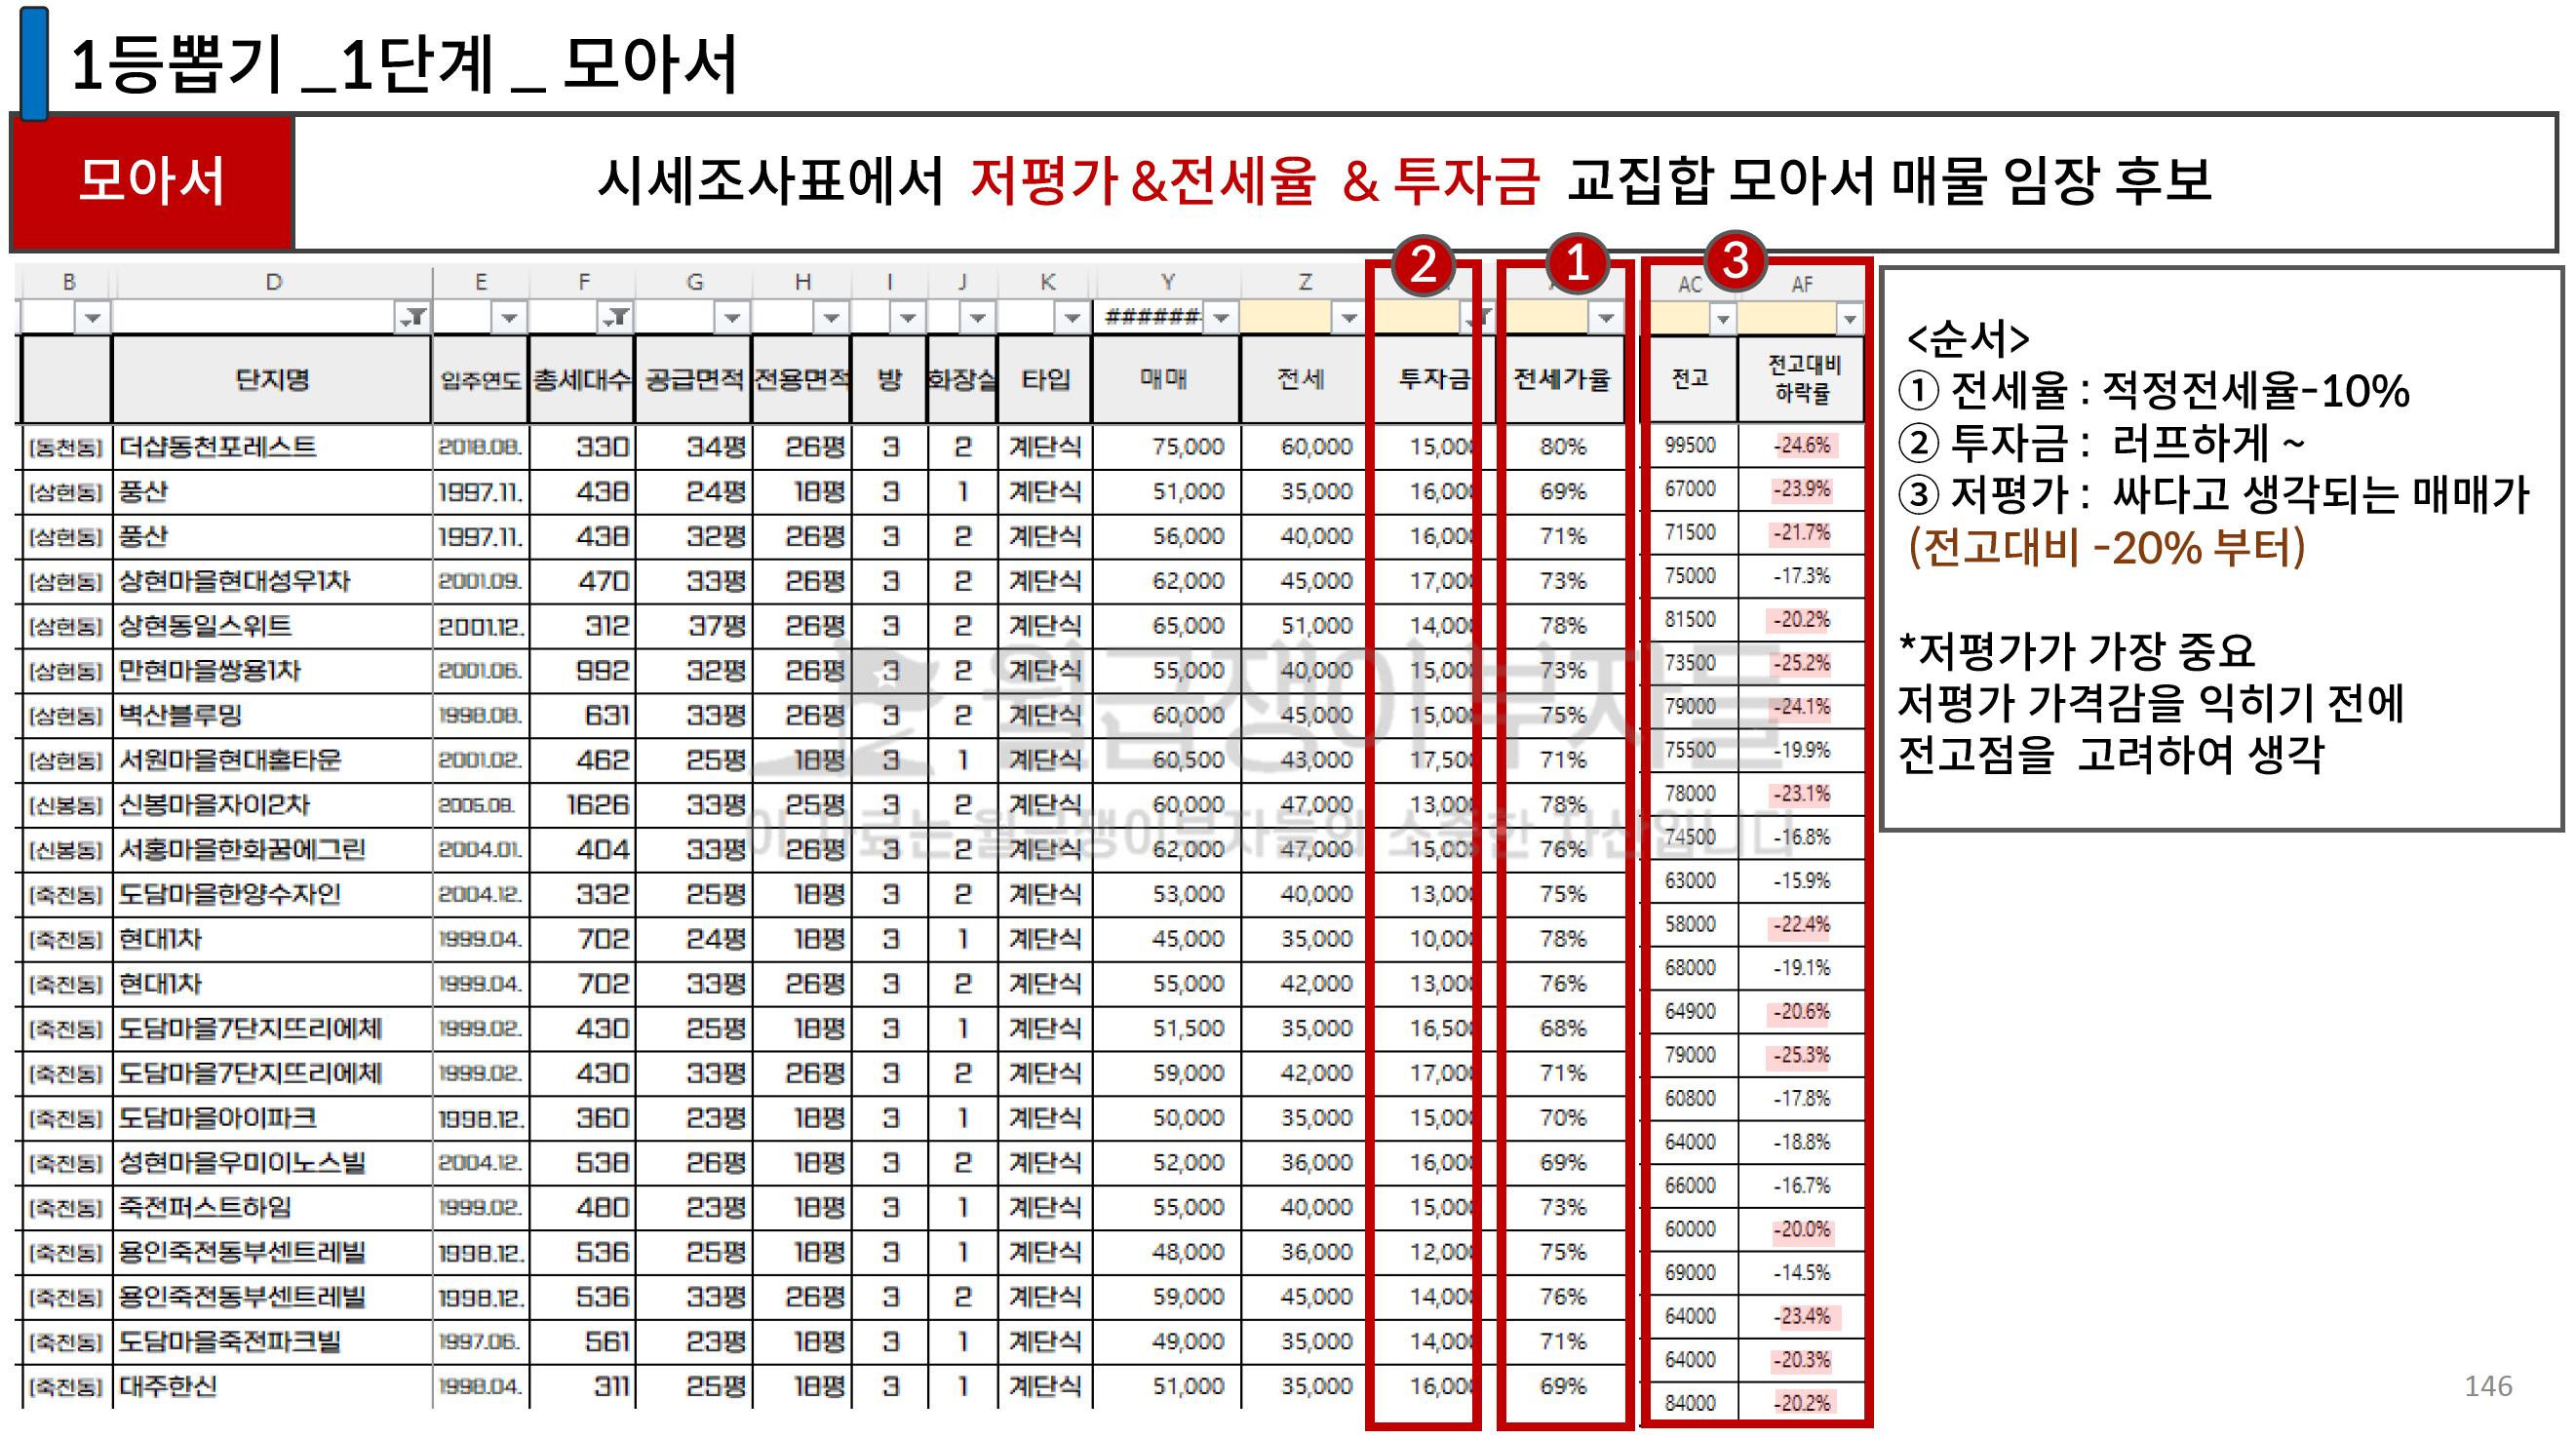 1등뽑기 _1단계 _ 모아서
모아서
시세조사표에서 저평가 &전세율 & 투자금 교집합 모아서 매물 임장 후보
② ① ③
B D E F G H I J K Y Z AC AF
######
단지명 입주연도 총세대수 공급면적 전용면적 방 화장실 타입 매매 전세 투자금 전세가율 전고 전고대비 하락률
[동천동] 더샵동천포레스트 2018.08. 330 34평 26평 3 2 계단식 75,000 60,000 15,000 80% 99500 -24.6%
[상현동] 풍산 1997.11. 438 24평 18평 3 1 계단식 51,000 35,000 16,000 69% 67000 -23.9%
[상현동] 풍산 1997.11. 438 32평 26평 3 2 계단식 56,000 40,000 16,000 71% 71500 -21.7%
[상현동] 상현마을현대성우1차 2001.09. 470 33평 26평 3 2 계단식 62,000 45,000 17,000 73% 75000 -17.3%
[상현동] 상현동일스위트 2001.12. 312 37평 26평 3 2 계단식 65,000 51,000 14,000 78% 81500 -20.2%
[상현동] 만현마을쌍용1차 2001.06. 992 32평 26평 3 2 계단식 55,000 40,000 15,000 73% 73500 -25.2%
[상현동] 벽산블루밍 1998.08. 631 33평 26평 3 2 계단식 60,000 45,000 15,000 75% 79000 -24.1%
[상현동] 서원마을현대홈타운 2001.02. 462 25평 18평 3 1 계단식 60,500 43,000 17,500 71% 75500 -19.9%
[신봉동] 신봉마을자이2차 2005.08. 1626 33평 25평 3 2 계단식 60,000 47,000 13,000 78% 78000 -23.1%
[신봉동] 서홍마을한화꿈에그린 2004.01. 404 33평 26평 3 2 계단식 62,000 47,000 15,000 76% 74500 -16.8%
[죽전동] 도담마을한양수자인 2004.12. 332 25평 18평 3 2 계단식 53,000 40,000 13,000 75% 63000 -15.9%
[죽전동] 현대1차 1999.04. 702 24평 18평 3 1 계단식 45,000 35,000 10,000 78% 58000 -22.4%
[죽전동] 현대1차 1999.04. 702 33평 26평 3 2 계단식 55,000 42,000 13,000 76% 68000 -19.1%
[죽전동] 도담마을7단지뜨리에체 1999.02. 430 25평 18평 3 1 계단식 51,500 35,000 16,500 68% 64900 -20.6%
[죽전동] 도담마을7단지뜨리에체 1999.02. 430 33평 26평 3 2 계단식 59,000 42,000 17,000 71% 79000 -25.3%
[죽전동] 도담마을아이파크 1998.12. 360 23평 18평 3 1 계단식 50,000 35,000 15,000 70% 60800 -17.8%
[죽전동] 성현마을우미이노스빌 2004.12. 538 26평 18평 3 2 계단식 52,000 36,000 16,000 69% 64000 -18.8%
[죽전동] 죽전퍼스트하임 1999.02. 480 23평 18평 3 1 계단식 55,000 40,000 15,000 73% 66000 -16.7%
[죽전동] 용인죽전동부센트레빌 1998.12. 536 25평 18평 3 1 계단식 48,000 36,000 12,000 75% 60000 -20.0%
[죽전동] 용인죽전동부센트레빌 1998.12. 536 33평 26평 3 2 계단식 59,000 45,000 14,000 76% 69000 -14.5%
[죽전동] 도담마을죽전파크빌 1997.06. 561 23평 18평 3 1 계단식 49,000 35,000 14,000 71% 64000 -23.4%
[죽전동] 대주한신 1998.04. 311 25평 18평 3 1 계단식 51,000 35,000 16,000 69% 64000 -20.3%
84000 -20.2%
월급쟁이부자들
이 자료는 월급쟁이부자들의 소중한 자산입니다
<순서>
① 전세율 : 적정전세율-10%
② 투자금 : 러프하게 ~
③ 저평가 : 싸다고 생각되는 매매가
(전고대비 -20% 부터)
*저평가가 가장 중요
저평가 가격감을 익히기 전에
전고점을 고려하여 생각
146